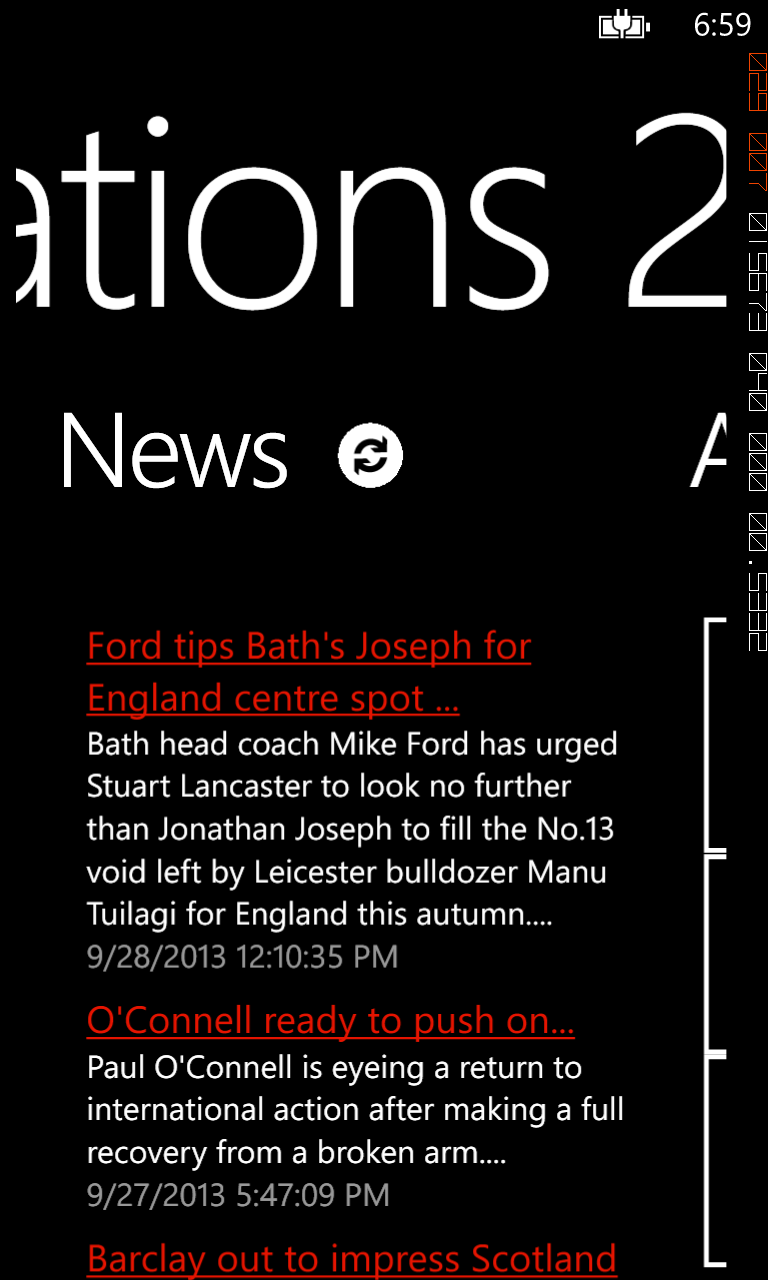 6:59
ations 2
News
Ford tips Bath's Joseph for
England centre spot ...
Bath head coach Mike Ford has urged
Stuart Lancaster to look no further
than Jonathan Joseph to fill the No.13
void left by Leicester bulldozer Manu
Tuilagi for England this autumn....
9/28/2013 12:10:35 PM
O'Connell ready to push on...
Paul O'Connell is eyeing a return to
international action after making a full
recovery from a broken arm....
9/27/2013 5:47:09 PM
Barclay out to impress Scotland